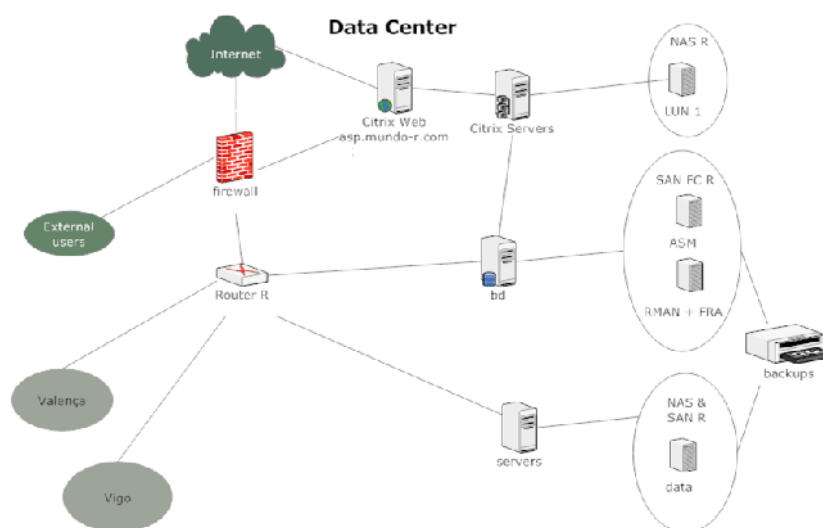 Data Center
Internet
NAS R
LUN 1
Citrix Web
asp.mundo-r.com
Citrix Servers
firewall
SAN FC R
ASM
RMAN + FRA
External
users
Router R
bd
backups
Valença
NAS &
SAN R
data
servers
Vigo